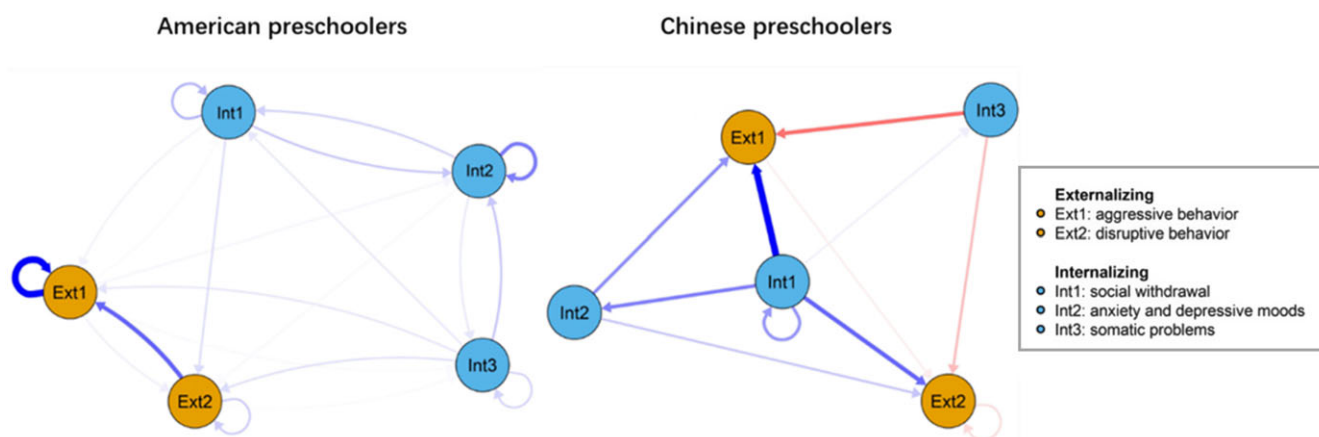 American preschoolers
Chinese preschoolers
Int1
Int2
Ext1
Int3
Ext2
Ext1
Int3
Int2
Int1
Ext2
Externalizing
Ext1: aggressive behavior
Ext2: disruptive behavior
Internalizing
Int1: social withdrawal
Int2: anxiety and depressive moods
Int3: somatic problems